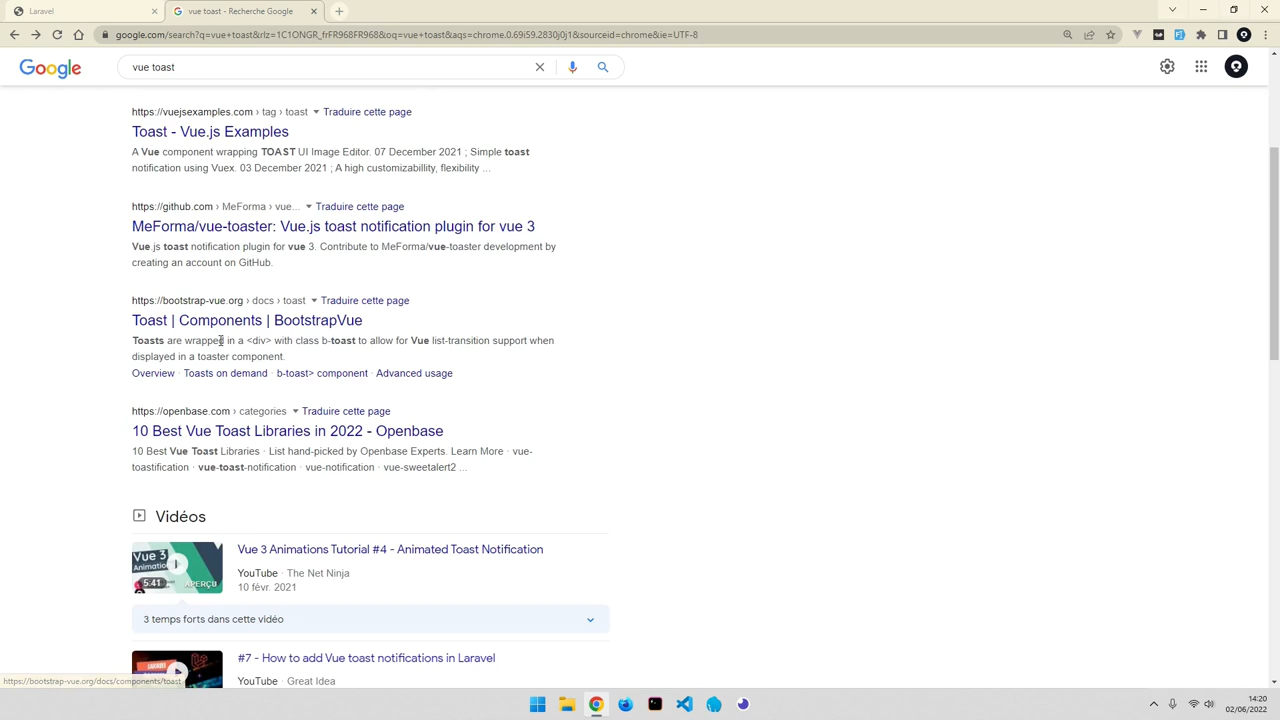 Laravel
vue toast - Recherche Google
google.com/search?q=vue+toast&rlz=1C1ONGR_frFR968FR968&oq=vue+toast&aqs=chrome.0.69i59.2830j0j1&sourceid=chrome&ie=UTF-8
Google
vue toast
https://vuejsexamples.com › tag › toast Traduire cette page
Toast - Vue.js Examples
A Vue component wrapping TOAST UI Image Editor. 07 December 2021 ; Simple toast
notification using Vuex. 03 December 2021 ; A high customizability, flexibility ...
https://github.com › MeForma › vue... Traduire cette page
MeForma/vue-toaster: Vue.js toast notification plugin for vue 3
Vue.js toast notification plugin for vue 3. Contribute to MeForma/vue-toaster development by
creating an account on GitHub.
https://bootstrap-vue.org › docs › toast Traduire cette page
Toast | Components | BootstrapVue
Toasts are wrapped in a <div> with class b-toast to allow for Vue list-transition support when
displayed in a toaster component.
Overview · Toasts on demand · b-toast> component · Advanced usage
https://openbase.com › categories Traduire cette page
10 Best Vue Toast Libraries in 2022 - Openbase
10 Best Vue Toast Libraries · List hand-picked by Openbase Experts. Learn More · vue-
toastification · vue-toast-notification · vue-notification · vue-sweetalert2 ...
Vidéos
Vue 3
Animation
5:41
APERÇU
Vue 3 Animations Tutorial #4 - Animated Toast Notification
YouTube · The Net Ninja
10 févr. 2021
3 temps forts dans cette vidéo
LARAVEL
#7 - How to add Vue toast notifications in Laravel
YouTube · Great Idea
https://bootstrap-vue.org/docs/components/toast
14:20
02/06/2022